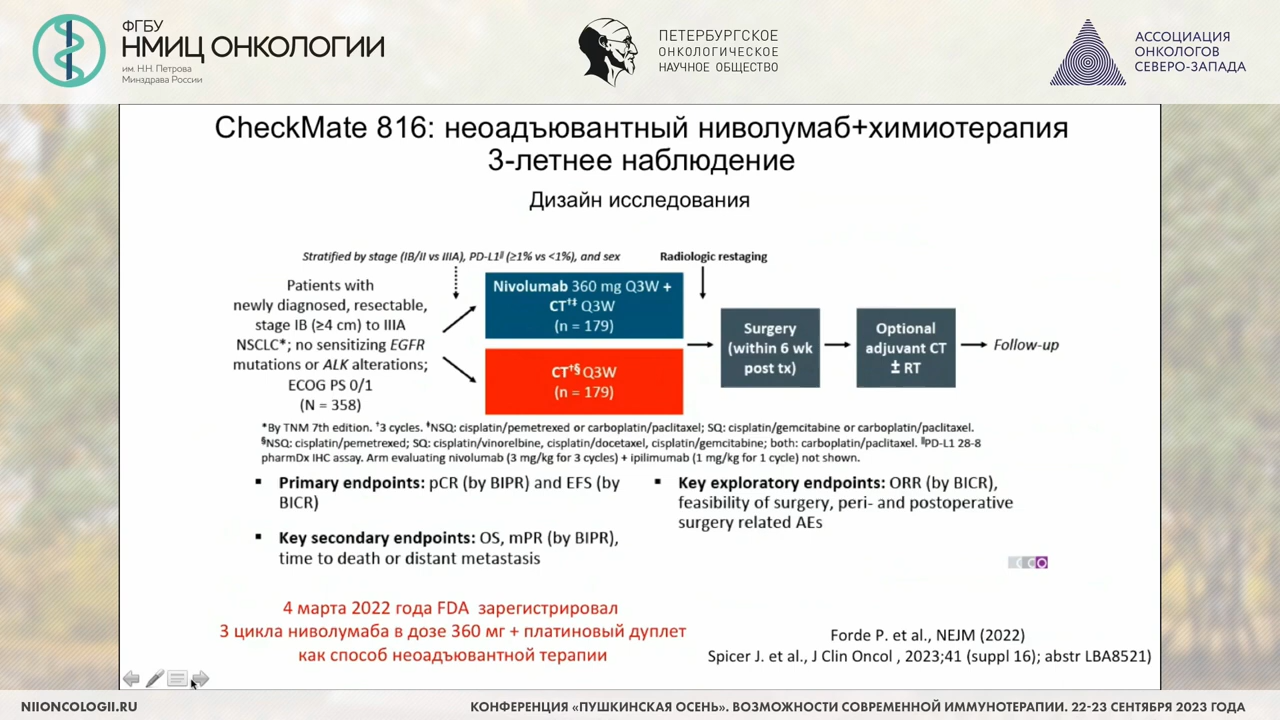 ФГБУ
НМИЦ ОНКОЛОГИИ
им. Н.Н. Петрова
Минздрава России
ПЕТЕРБУРГСКОЕ
ОНКОЛОГИЧЕСКОЕ
НАУЧНОЕ ОБЩЕСТВО
АССОЦИАЦИЯ
ОНКОЛОГОВ
СЕВЕРО-ЗАПАДА
CheckMate 816: неоадъювантный ниволумаб+химиотерапия
3-летнее наблюдение
Дизайн исследования
Stratified by stage (IB/II vs IIIA), PD-L1‖ (≥1% vs <1%), and sex
Radiologic restaging
Patients with
newly diagnosed, resectable,
stage IB (≥4 cm) to IIIA
NSCLC*; no sensitizing EGFR
mutations or ALK alterations;
ECOG PS 0/1
(N = 358)
Nivolumab 360 mg Q3W +
CT†‡ Q3W
(n = 179)
CT†§ Q3W
(n = 179)
Surgery
(within 6 wk
post tx)
Optional
adjuvant CT
± RT
Follow-up
*By TNM 7th edition. †3 cycles. ‡NSQ: cisplatin/pemetrexed or carboplatin/paclitaxel; SQ: cisplatin/gemcitabine or carboplatin/paclitaxel.
§NSQ: cisplatin/pemetrexed; SQ: cisplatin/vinorelbine, cisplatin/docetaxel, cisplatin/gemcitabine; both: carboplatin/paclitaxel. ‖PD-L1 28-8
pharmDx IHC assay. Arm evaluating nivolumab (3 mg/kg for 3 cycles) + ipilimumab (1 mg/kg for 1 cycle) not shown.
▪ Primary endpoints: pCR (by BIPR) and EFS (by
BICR)
▪ Key secondary endpoints: OS, mPR (by BIPR),
time to death or distant metastasis
▪ Key exploratory endpoints: ORR (by BICR),
feasibility of surgery, peri- and postoperative
surgery related AEs
CCO
4 марта 2022 года FDA зарегистрировал
3 цикла ниволумаба в дозе 360 мг + платиновый дуплет
как способ неоадъювантной терапии
Forde P. et al., NEJM (2022)
Spicer J. et al., J Clin Oncol , 2023;41 (suppl 16); abstr LBA8521)
NIIONCOLOGII.RU
КОНФЕРЕНЦИЯ «ПУШКИНСКАЯ ОСЕНЬ». ВОЗМОЖНОСТИ СОВРЕМЕННОЙ ИММУНОТЕРАПИИ. 22-23 СЕНТЯБРЯ 2023 ГОДА